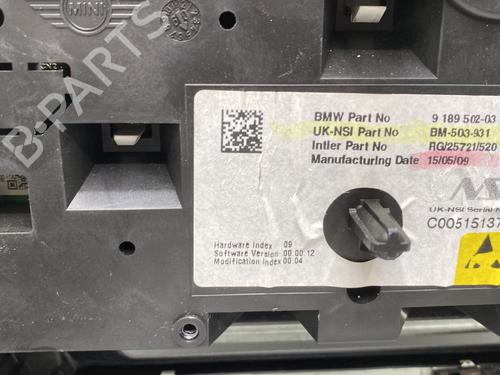 MINI
B-PARTS
BMW Part No 9 189 502-03
UK-NSI Part No BM-503-931
Intier Part No RG/25721/520
Manufacturing Date 15/05/09
UK-NSI Serial N
C00515137
Hardware Index 09
Software Version 00.00.12
Modification Index 00.04